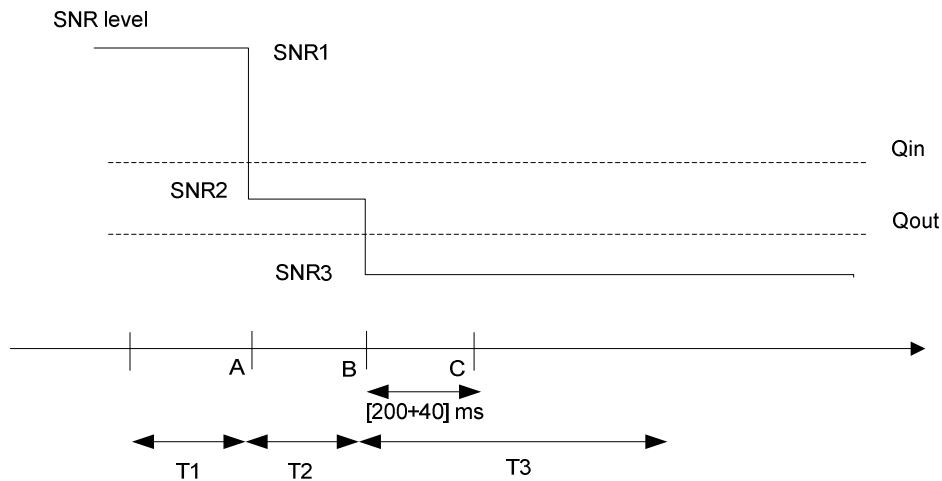 SNR level
SNR1
Qin
SNR2
Qout
SNR3
A
B
C
[200+40] ms
T1
T2
T3